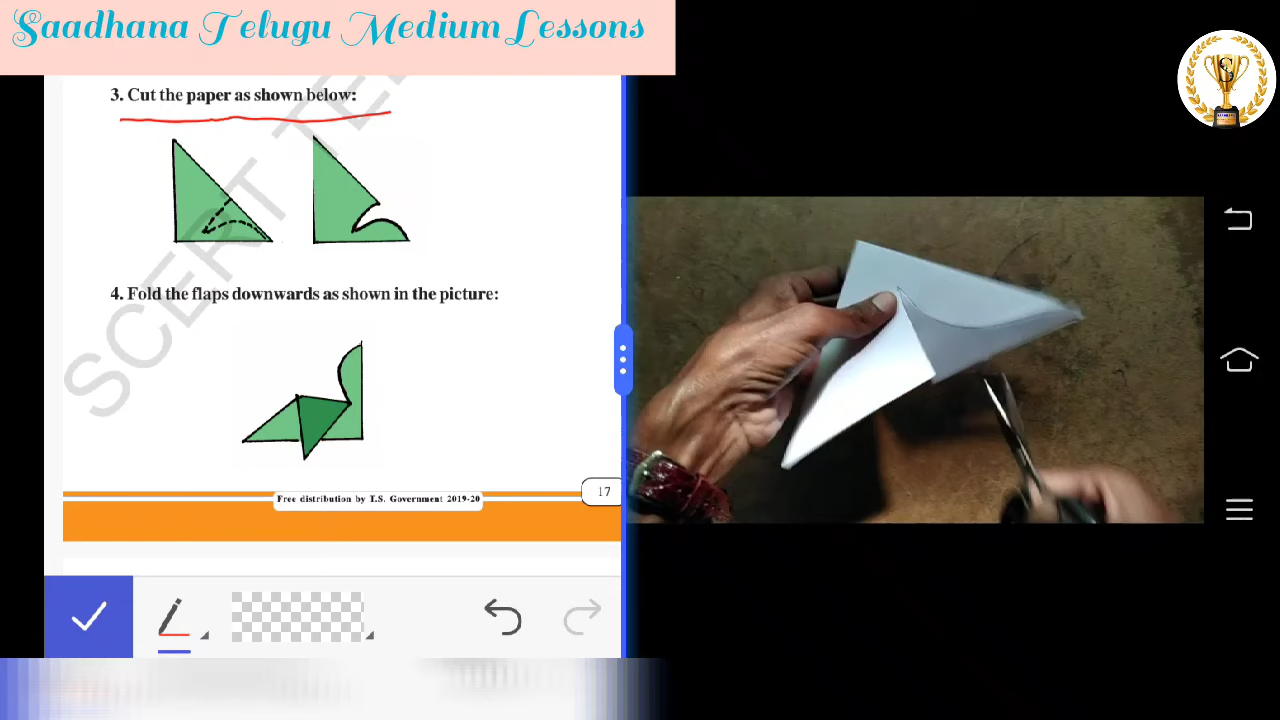 Saadhana Telugu Medium Lessons
3. Cut the paper as shown below:
SCERT TEL
4. Fold the flaps downwards as shown in the picture:
Free distribution by T.S. Government 2019-20
17